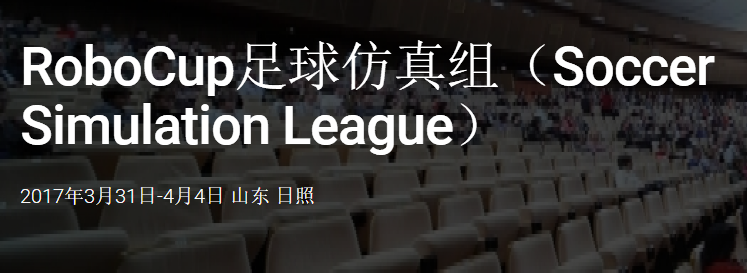 RoboCup足球仿真组（Soccer
Simulation League）
2017年3月31日-4月4日 山东 日照